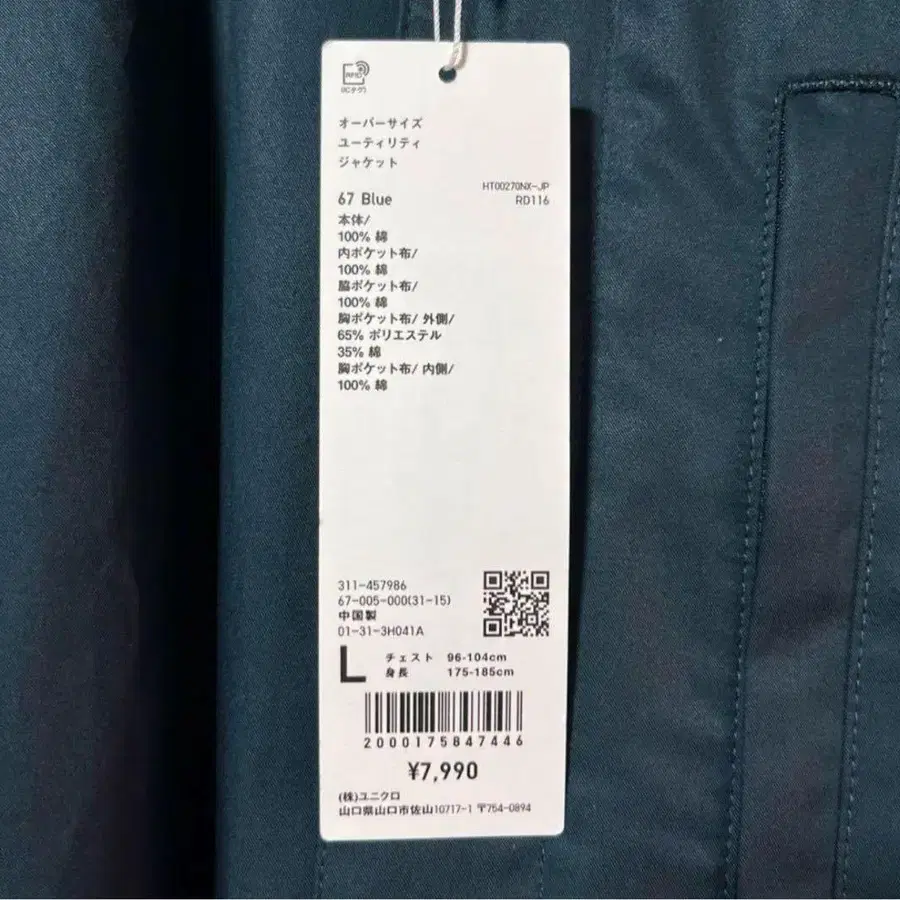 RFID
(ICタグ)
オーバーサイズ
ユーティリティ
ジャケット
HT00270NX-JP
67 Blue
RD116
本体/
100% 綿
内ポケット布/
100% 綿
脇ポケット布/
100% 綿
胸ポケット布/ 外側/
65% ポリエステル
35% 綿
胸ポケット布/ 内側/
100% 綿
311-457986
67-005-000(31-15)
中国製
01-31-3H041A
L チェスト 96-104cm
身長 175-185cm
2000175847446
¥7,990
(株)ユニクロ
山口県山口市佐山10717-1 〒754-0894